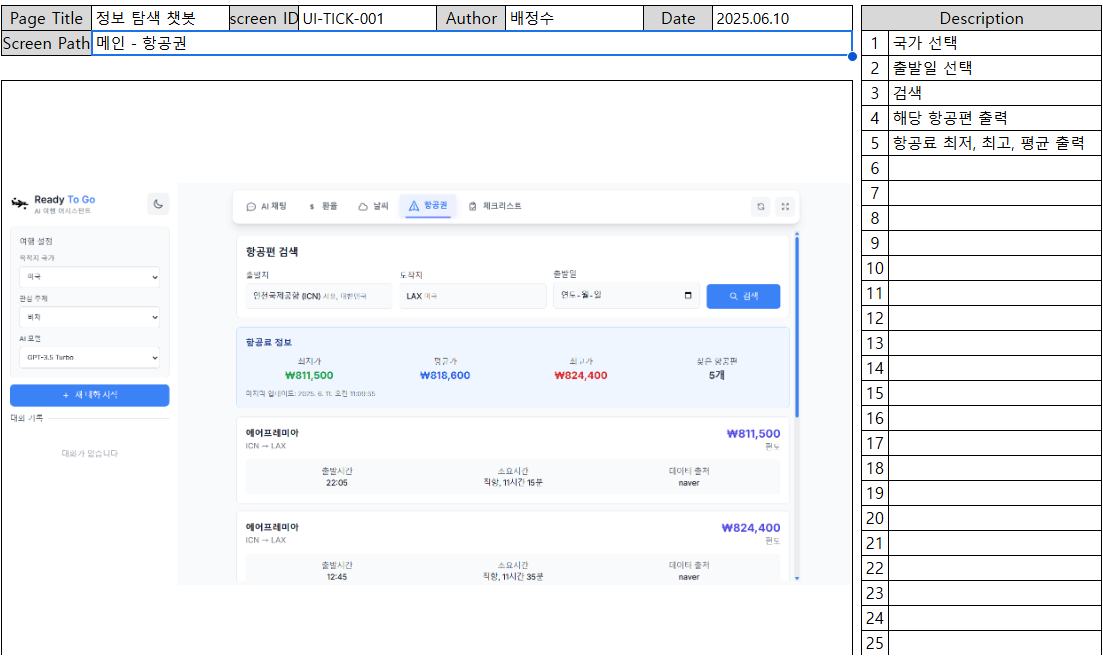 Page Title 정보 탐색 챗봇 screen ID UI-TICK-001 Author 배정수 Date 2025.06.10
Screen Path 메인 - 항공권
Ready To Go
AI 여행 어시스턴트
여행 설정
목적지 국가
미국
관심 주제
비자
AI 모델
GPT-3.5 Turbo
+ 새 대화 시작
대화 기록
대화가 없습니다
AI 채팅 $ 환율 날씨 항공권 체크리스트
항공편 검색
출발지 도착지 출발일
인천국제공항 (ICN) 서울, 대한민국 LAX 미국 연도-월-일 검색
항공료 정보
최저가 평균가 최고가 찾은 항공편
₩811,500 ₩818,600 ₩824,400 5개
마지막 업데이트: 2025. 6. 11. 오전 11:09:55
에어프레미아 ₩811,500
ICN → LAX 편도
출발시간 소요시간 데이터 출처
22:05 직항, 11시간 15분 naver
에어프레미아 ₩824,400
ICN → LAX 편도
출발시간 소요시간 데이터 출처
12:45 직항, 11시간 35분 naver
Description
1 국가 선택
2 출발일 선택
3 검색
4 해당 항공편 출력
5 항공료 최저, 최고, 평균 출력
6
7
8
9
10
11
12
13
14
15
16
17
18
19
20
21
22
23
24
25